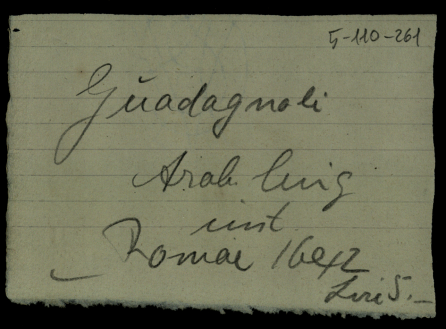 5-110-261
Guadagnoli
Arab. ling
inst.
Romae 1642
Lire 5.—